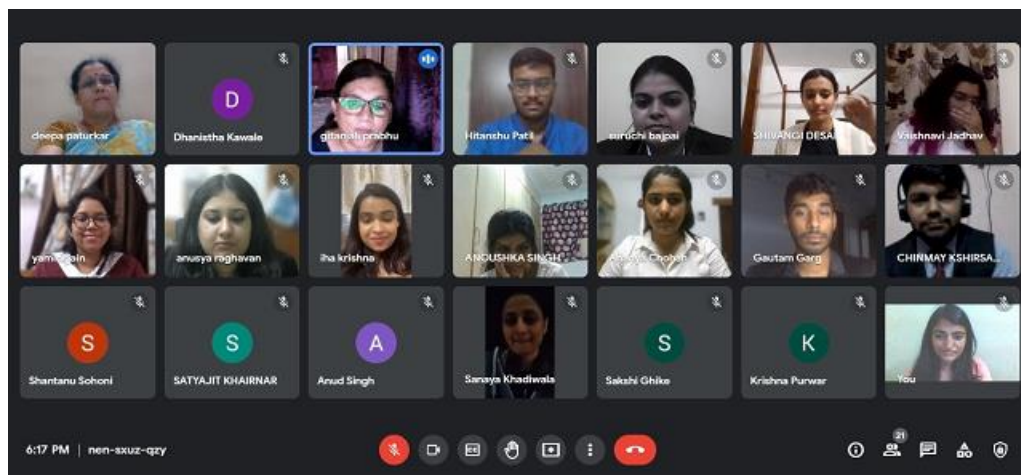 deepa paturkar
D
Dhanistha Kawale
gitanjali prabhu
Hitanshu Patil
suruchi bajpai
SHIVANGI DESAI
Vaishnavi Jadhav
anusya raghavan
iha krishna
ANOUSHKA SINGH
Chohan
Gautam Garg
CHINMAY KSHIRSA...
S
Shantanu Sohoni
S
SATYAJIT KHAIRNAR
A
Anud Singh
Sanaya Khadiwala
S
Sakshi Ghike
K
Krishna Purwar
You
6:17 PM | nen-sxuz-qzy
CC
21